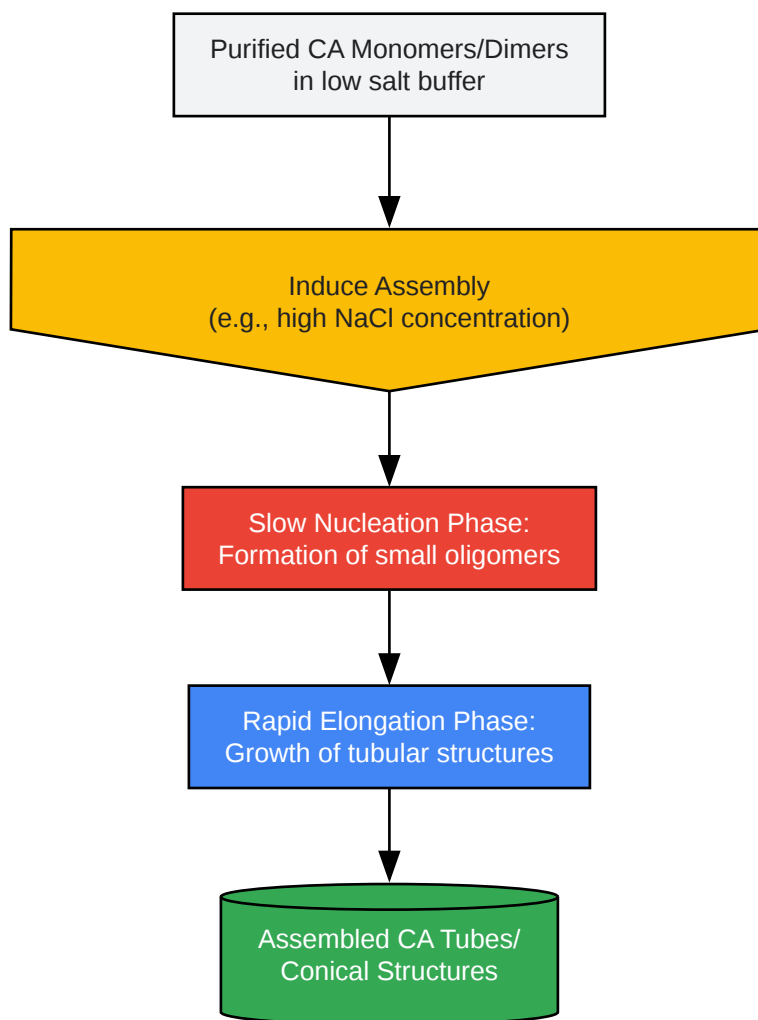 Purified CA Monomers/Dimers
in low salt buffer
Induce Assembly
(e.g., high NaCl concentration)
Slow Nucleation Phase:
Formation of small oligomers
Rapid Elongation Phase:
Growth of tubular structures
Assembled CA Tubes/
Conical Structures